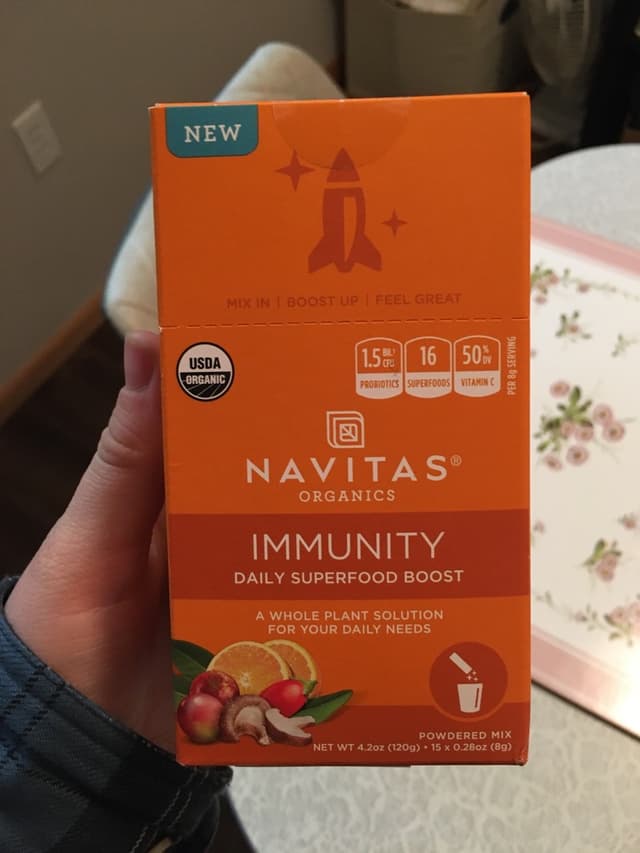 NEW
MIX IN | BOOST UP | FEEL GREAT
USDA
ORGANIC
1.5 BIL. CFU
PROBIOTICS
16
SUPERFOODS
50% DV
VITAMIN C
PER 8g SERVING
NAVITAS®
ORGANICS
IMMUNITY
DAILY SUPERFOOD BOOST
A WHOLE PLANT SOLUTION
FOR YOUR DAILY NEEDS
POWDERED MIX
NET WT 4.2oz (120g) • 15 x 0.28oz (8g)